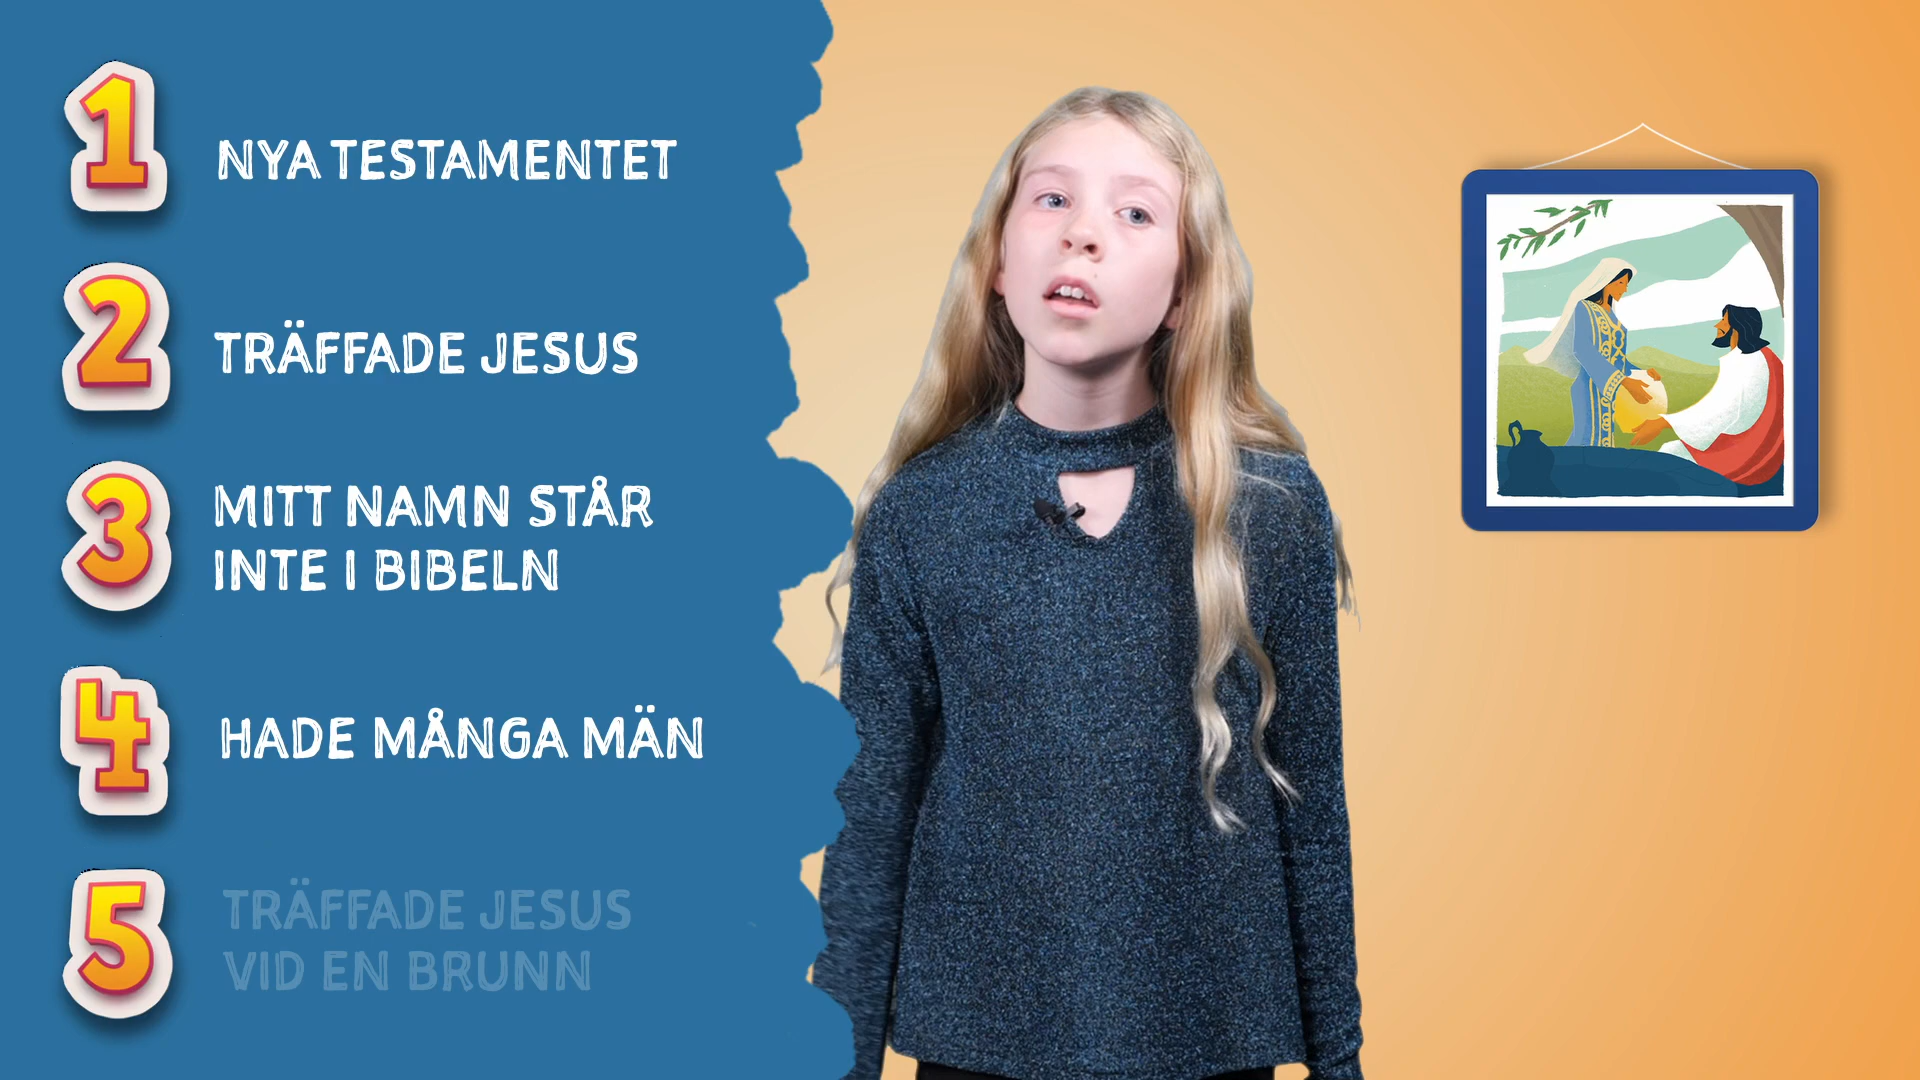 1
NYA TESTAMENTET
2
TRÄFFADE JESUS
3
MITT NAMN STÅR
INTE I BIBELN
4
HADE MÅNGA MÄN
5
TRÄFFADE JESUS
VID EN BRUNN